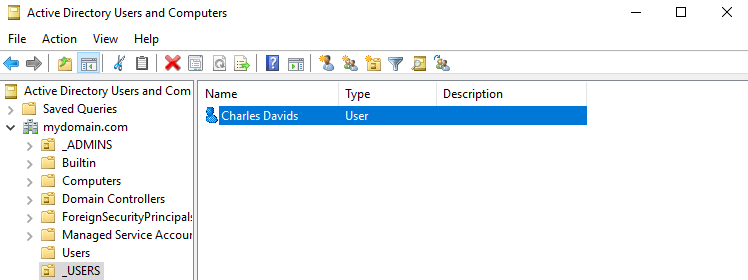 Active Directory Users and Computers
File Action View Help
Active Directory Users and Com
Saved Queries
mydomain.com
_ADMINS
Builtin
Computers
Domain Controllers
ForeignSecurityPrincipals
Managed Service Accour
Users
_USERS
Name Type Description
Charles Davids User